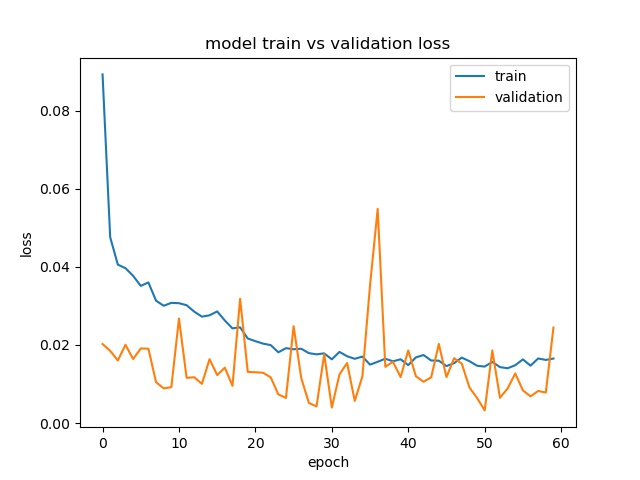 model train vs validation loss
train
validation
loss
0.08
0.06
0.04
0.02
0.00
0 10 20 30 40 50 60
epoch